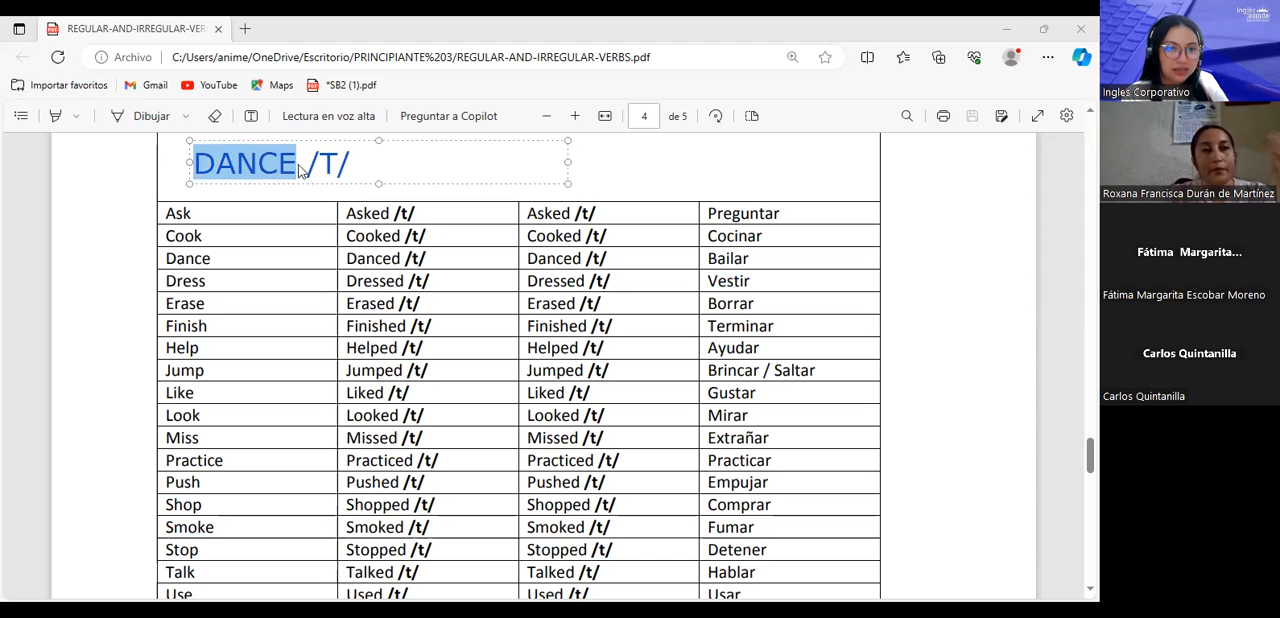 REGULAR-AND-IRREGULAR-VER
Archivo
C:/Users/anime/OneDrive/Escritorio/PRINCIPIANTE%203/REGULAR-AND-IRREGULAR-VERBS.pdf
Importar favoritos
Gmail
YouTube
Maps
*SB2 (1).pdf
Dibujar
Lectura en voz alta
Preguntar a Copilot
4
de 5
DANCE /T/
Ask Asked /t/ Asked /t/ Preguntar
Cook Cooked /t/ Cooked /t/ Cocinar
Dance Danced /t/ Danced /t/ Bailar
Dress Dressed /t/ Dressed /t/ Vestir
Erase Erased /t/ Erased /t/ Borrar
Finish Finished /t/ Finished /t/ Terminar
Help Helped /t/ Helped /t/ Ayudar
Jump Jumped /t/ Jumped /t/ Brincar / Saltar
Like Liked /t/ Liked /t/ Gustar
Look Looked /t/ Looked /t/ Mirar
Miss Missed /t/ Missed /t/ Extrañar
Practice Practiced /t/ Practiced /t/ Practicar
Push Pushed /t/ Pushed /t/ Empujar
Shop Shopped /t/ Shopped /t/ Comprar
Smoke Smoked /t/ Smoked /t/ Fumar
Stop Stopped /t/ Stopped /t/ Detener
Talk Talked /t/ Talked /t/ Hablar
Use Used /t/ Used /t/ Usar
Ingles
Ingles Corporativo
Roxana Francisca Durán de Martínez
Fátima Margarita...
Fátima Margarita Escobar Moreno
Carlos Quintanilla
Carlos Quintanilla